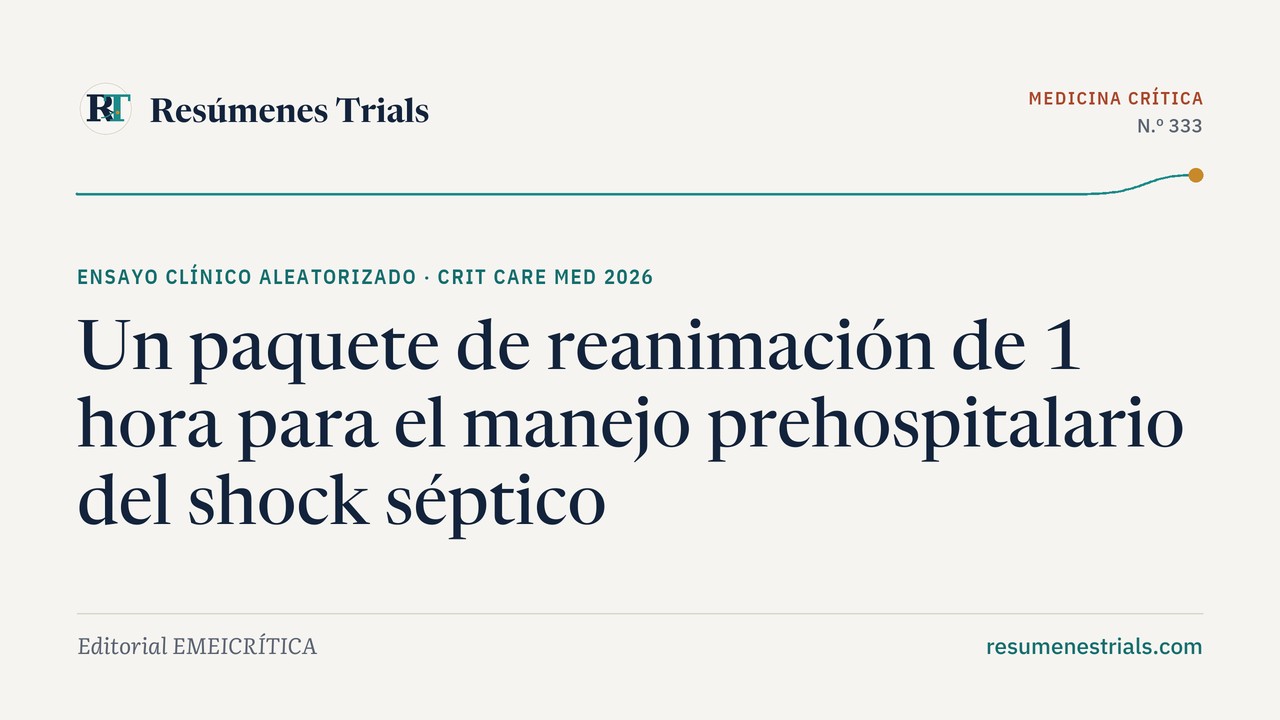 RT Resúmenes Trials
MEDICINA CRÍTICA
N.º 333
ENSAYO CLÍNICO ALEATORIZADO · CRIT CARE MED 2026
Un paquete de reanimación de 1
hora para el manejo prehospitalario
del shock séptico
Editorial EMEICRÍTICA
resumenestrials.com